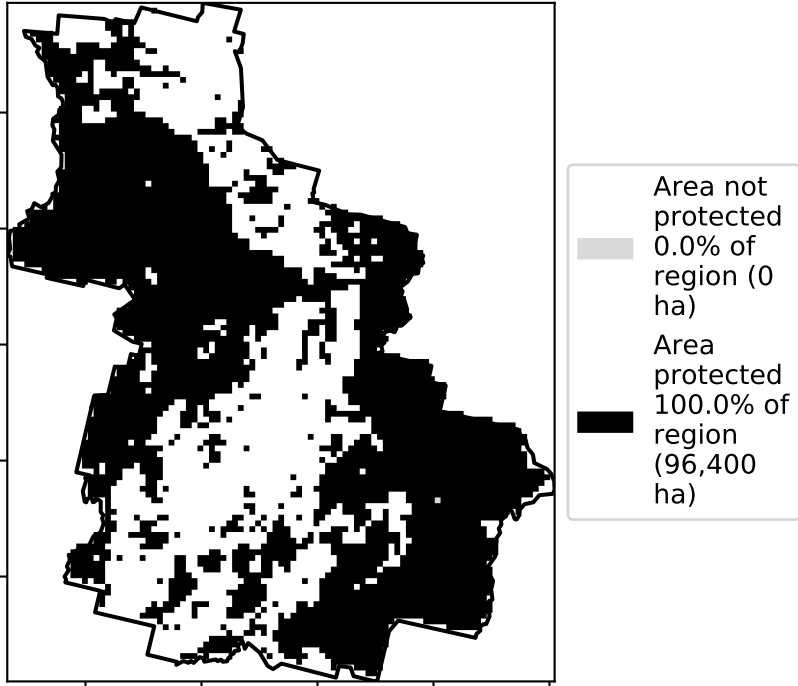 Area not
protected
0.0% of
region (0
ha)
Area
protected
100.0% of
region
(96,400
ha)